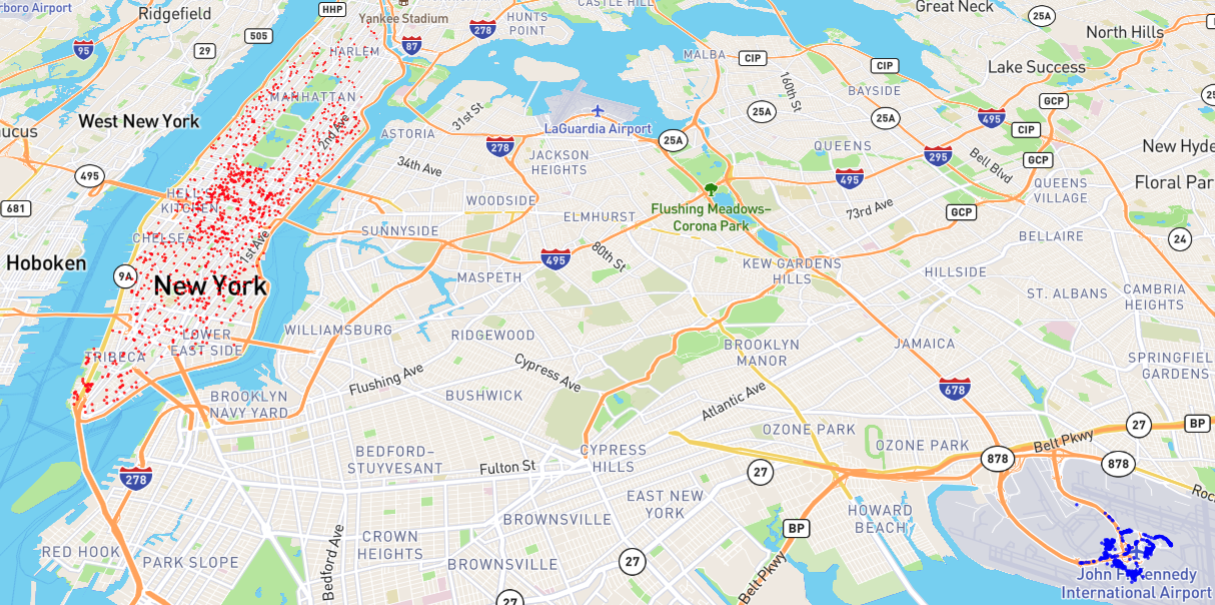 rboro Airport
Ridgefield
HHP
Yankee Stadium
HUNTS
POINT
CASTLE HILL
Great Neck
25A
North Hills
95
505
29
87
278
HARLEM
MALBA
CIP
CIP
Lake Success
160th St
BAYSIDE
GCP
25
MANHATTAN
West New York
2nd Ave
ASTORIA
31st St
LaGuardia Airport
25A
25A
25A
495
CIP
ucus
278
JACKSON
HEIGHTS
QUEENS
295
Bell Blvd
GCP
New Hyde
495
34th Ave
495
QUEENS
VILLAGE
Floral Par
681
HELL'S
KITCHEN
WOODSIDE
ELMHURST
Flushing Meadows–
Corona Park
73rd Ave
GCP
CHELSEA
1st Ave
SUNNYSIDE
BELLAIRE
24
Hoboken
9A
New York
495
80th St
MASPETH
KEW GARDENS
HILLS
HILLSIDE
ST. ALBANS
CAMBRIA
HEIGHTS
LOWER
EAST SIDE
WILLIAMSBURG
RIDGEWOOD
BROOKLYN
MANOR
JAMAICA
TRIBECA
Flushing Ave
Cypress Ave
SPRINGFIEL
GARDENS
BROOKLYN
NAVY YARD
BUSHWICK
Atlantic Ave
678
OZONE PARK
OZONE PARK
Belt Pkwy
27
BP
BEDFORD–
STUYVESANT
Fulton St
CYPRESS
HILLS
27
878
878
278
EAST NEW
YORK
Roc
BROWNSVILLE
HOWARD
BEACH
BP
RED HOOK
PARK SLOPE
Bedford Ave
CROWN
HEIGHTS
BROWNSVILLE
27
Belt Pkwy
27
John F. Kennedy
International Airport